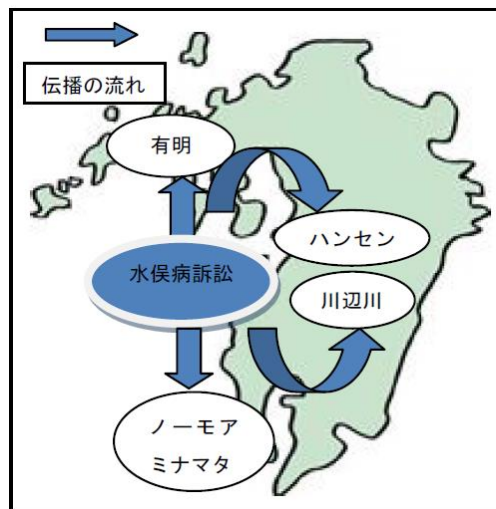 伝播の流れ
有明
ハンセン
水俣病訴訟
川辺川
ノーモア
ミナマタ